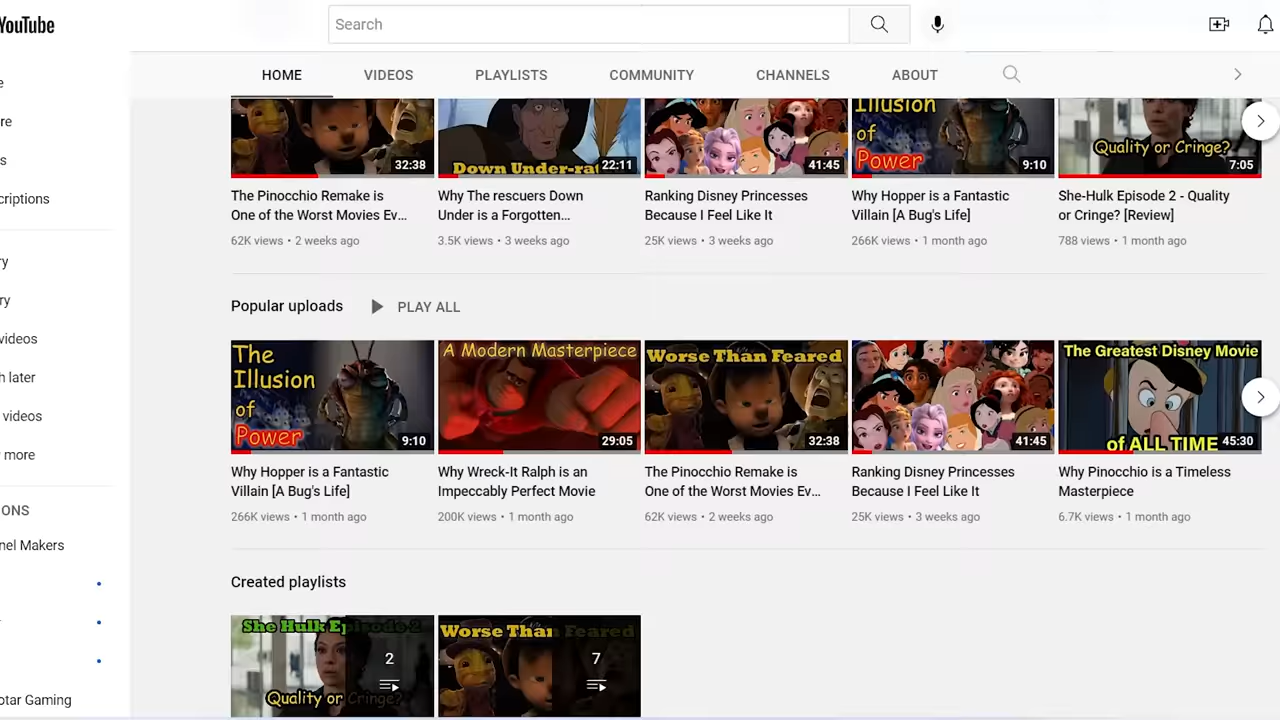 YouTube
Search
HOME VIDEOS PLAYLISTS COMMUNITY CHANNELS ABOUT
e
re
s
criptions
ry
ry
videos
h later
videos
more
ONS
nel Makers
otar Gaming
32:38
Down Under-rat
22:11
41:45
Illusion
of
Power
9:10
Quality or Cringe?
7:05
The Pinocchio Remake is
One of the Worst Movies Ev...
62K views • 2 weeks ago
Why The rescuers Down
Under is a Forgotten...
3.5K views • 3 weeks ago
Ranking Disney Princesses
Because I Feel Like It
25K views • 3 weeks ago
Why Hopper is a Fantastic
Villain [A Bug's Life]
266K views • 1 month ago
She-Hulk Episode 2 - Quality
or Cringe? [Review]
788 views • 1 month ago
Popular uploads PLAY ALL
The
Illusion
of
Power
9:10
A Modern Masterpiece
29:05
Worse Than Feared
32:38
41:45
The Greatest Disney Movie
of ALL TIME
45:30
Why Hopper is a Fantastic
Villain [A Bug's Life]
266K views • 1 month ago
Why Wreck-It Ralph is an
Impeccably Perfect Movie
200K views • 1 month ago
The Pinocchio Remake is
One of the Worst Movies Ev...
62K views • 2 weeks ago
Ranking Disney Princesses
Because I Feel Like It
25K views • 3 weeks ago
Why Pinocchio is a Timeless
Masterpiece
6.7K views • 1 month ago
Created playlists
She Hulk Episode 2
2
Quality or Cringe?
Worse Than Feared
7